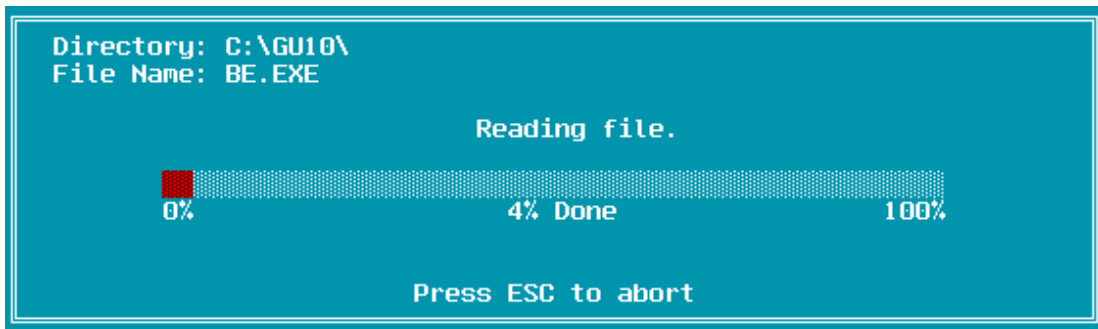 Directory: C:\GU10\
File Name: BE.EXE
Reading file.
0% 4% Done 100%
Press ESC to abort